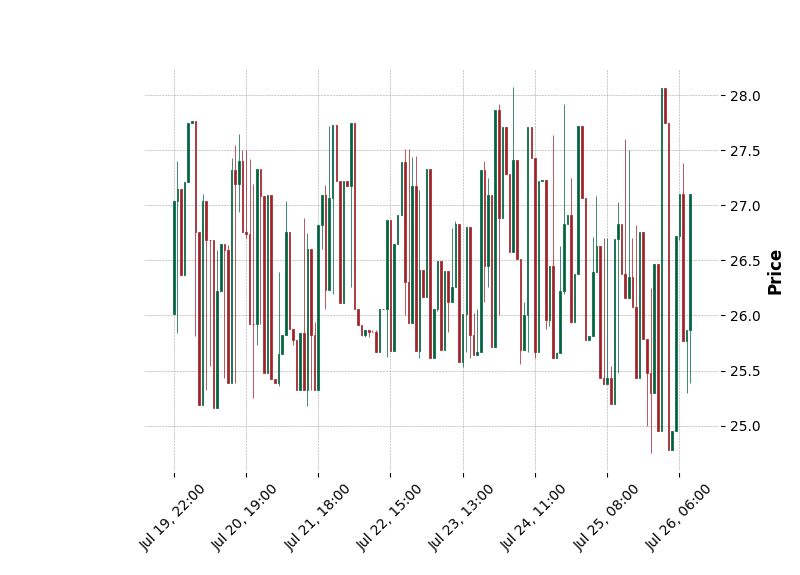 28.0
27.5
27.0
26.5
26.0
25.5
25.0
Price
Jul 19, 22:00
Jul 20, 19:00
Jul 21, 18:00
Jul 22, 15:00
Jul 23, 13:00
Jul 24, 11:00
Jul 25, 08:00
Jul 26, 06:00